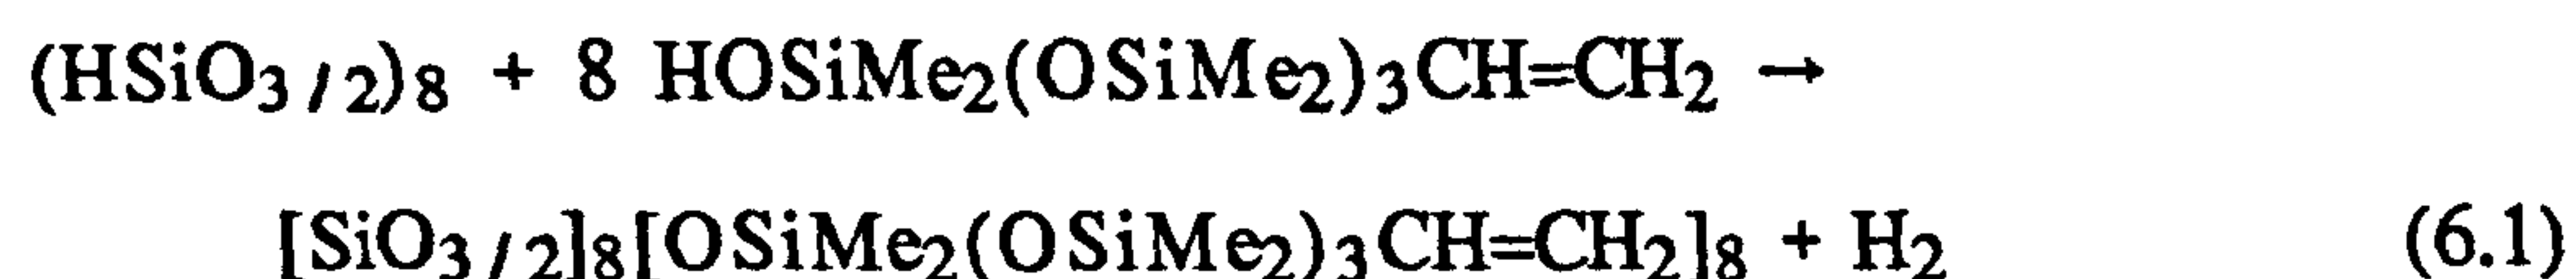 (HSiO3/2)8 + 8 HOSiMe2(OSiMe2)3CH=CH2 →
[SiO3/2]8[OSiMe2(OSiMe2)3CH=CH2]8 + H2 (6.1)